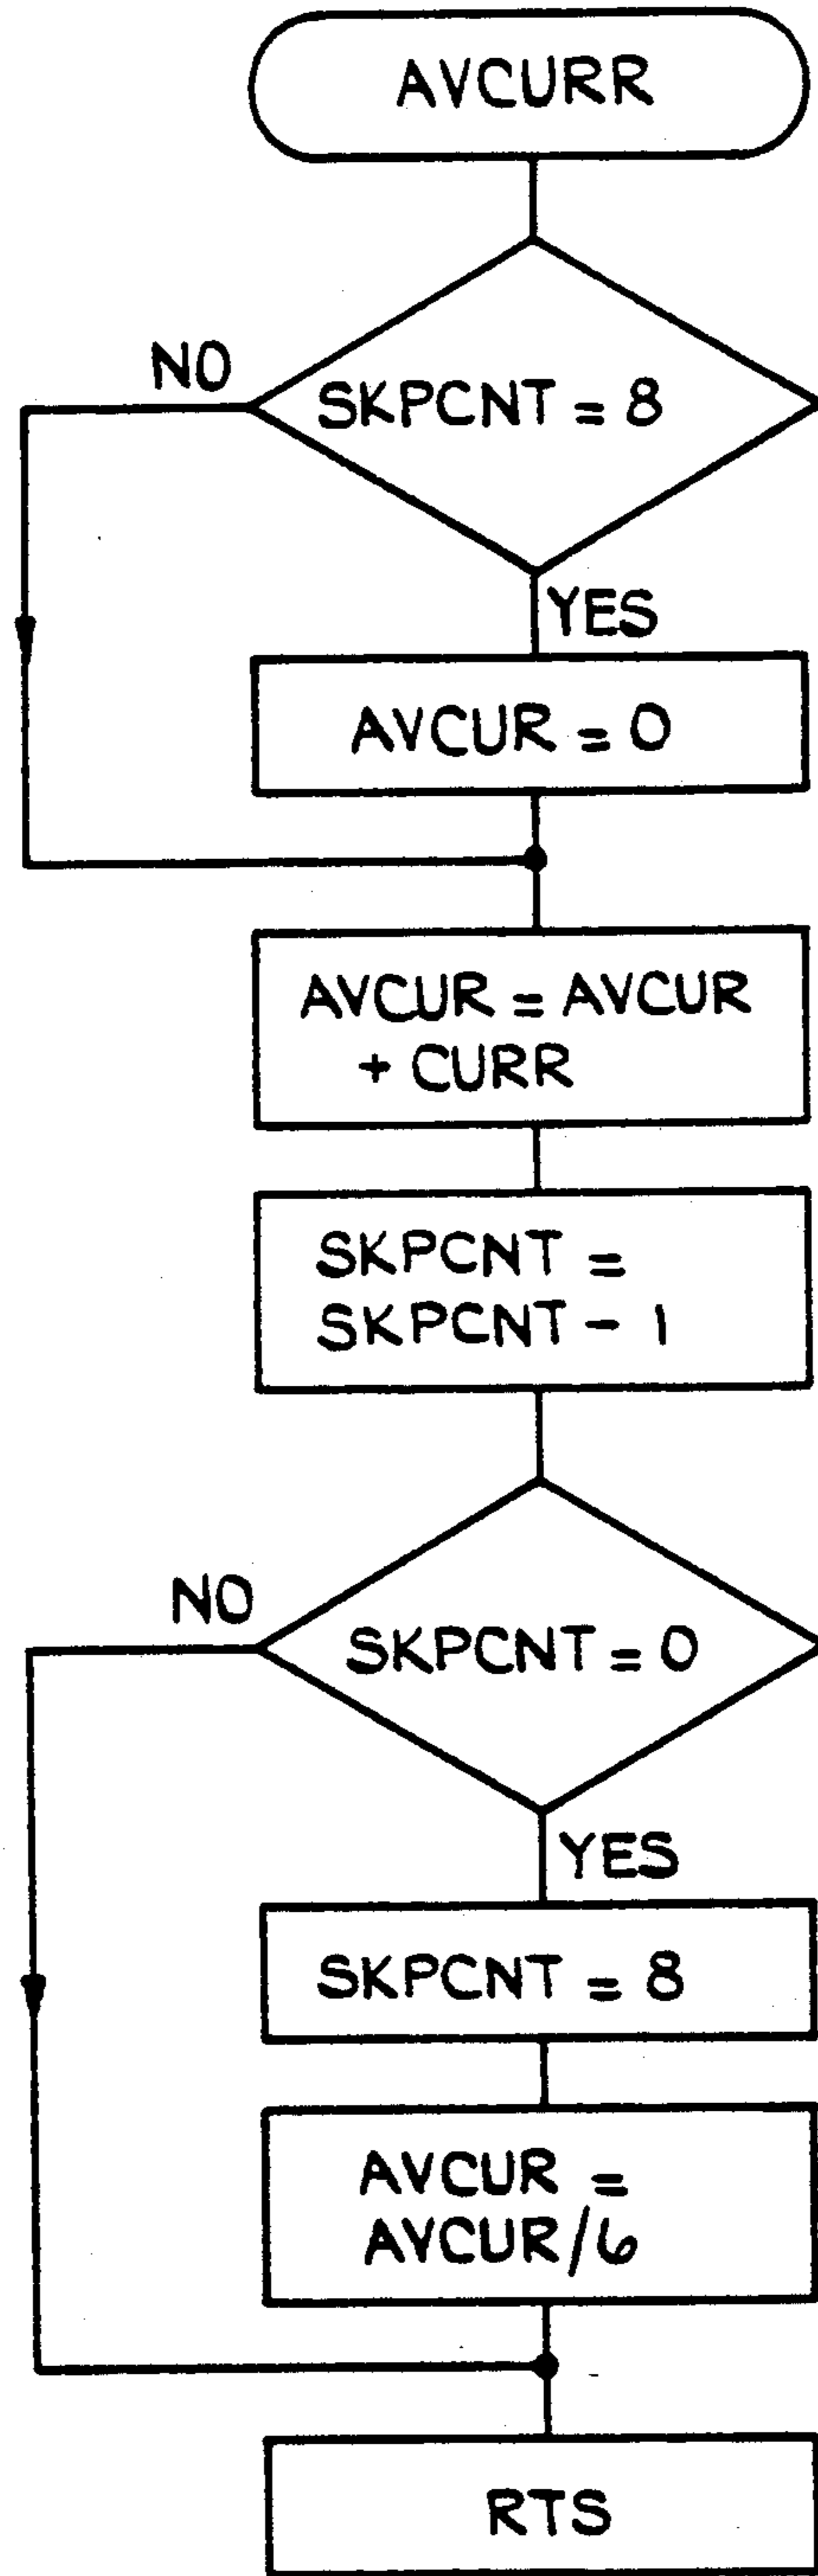 AVCURR
NO
SKPCNT = 8
YES
AVCUR = 0
AVCUR = AVCUR
+ CURR
SKPCNT =
SKPCNT - 1
NO
SKPCNT = 0
YES
SKPCNT = 8
AVCUR =
AVCUR/6
RTS